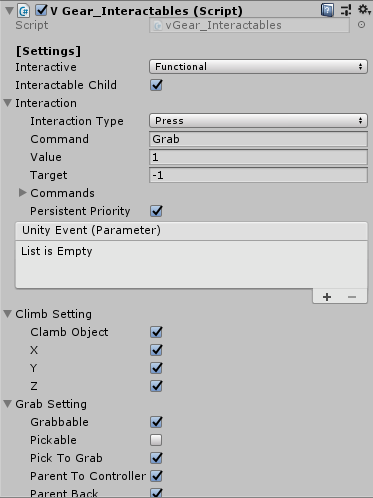 V Gear_Interactables (Script)
Script vGear_Interactables
[Settings]
Interactive Functional
Interactable Child
Interaction
Interaction Type Press
Command Grab
Value 1
Target -1
Commands
Persistent Priority
Unity Event (Parameter)
List is Empty
+ −
Climb Setting
Clamb Object
X
Y
Z
Grab Setting
Grabbable
Pickable
Pick To Grab
Parent To Controller
Parent Back